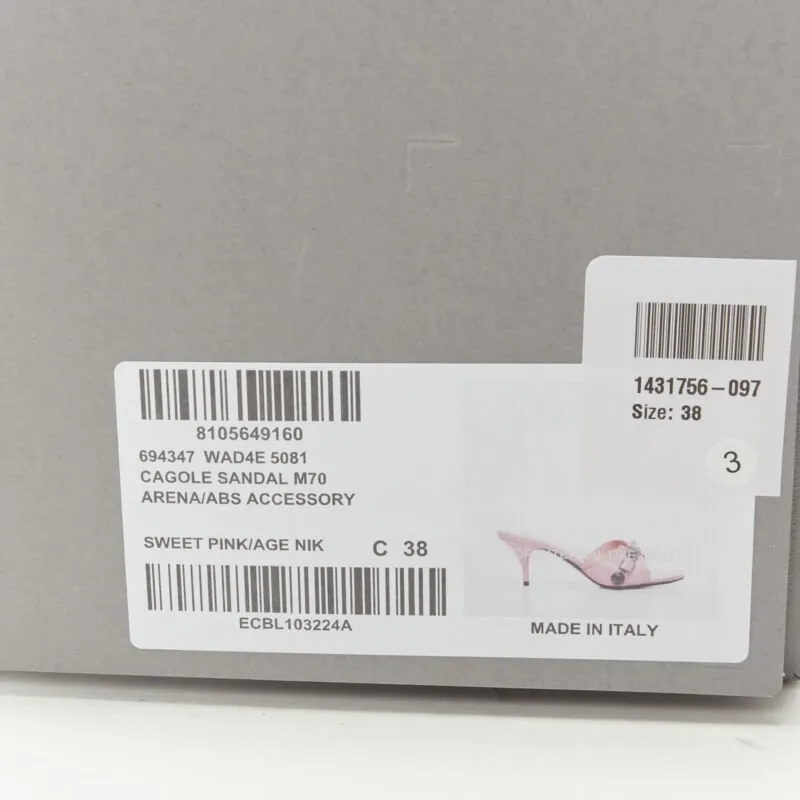 1431756-097
Size: 38
3
8105649160
694347 WAD4E 5081
CAGOLE SANDAL M70
ARENA/ABS ACCESSORY
SWEET PINK/AGE NIK C 38
ECBL103224A
MADE IN ITALY